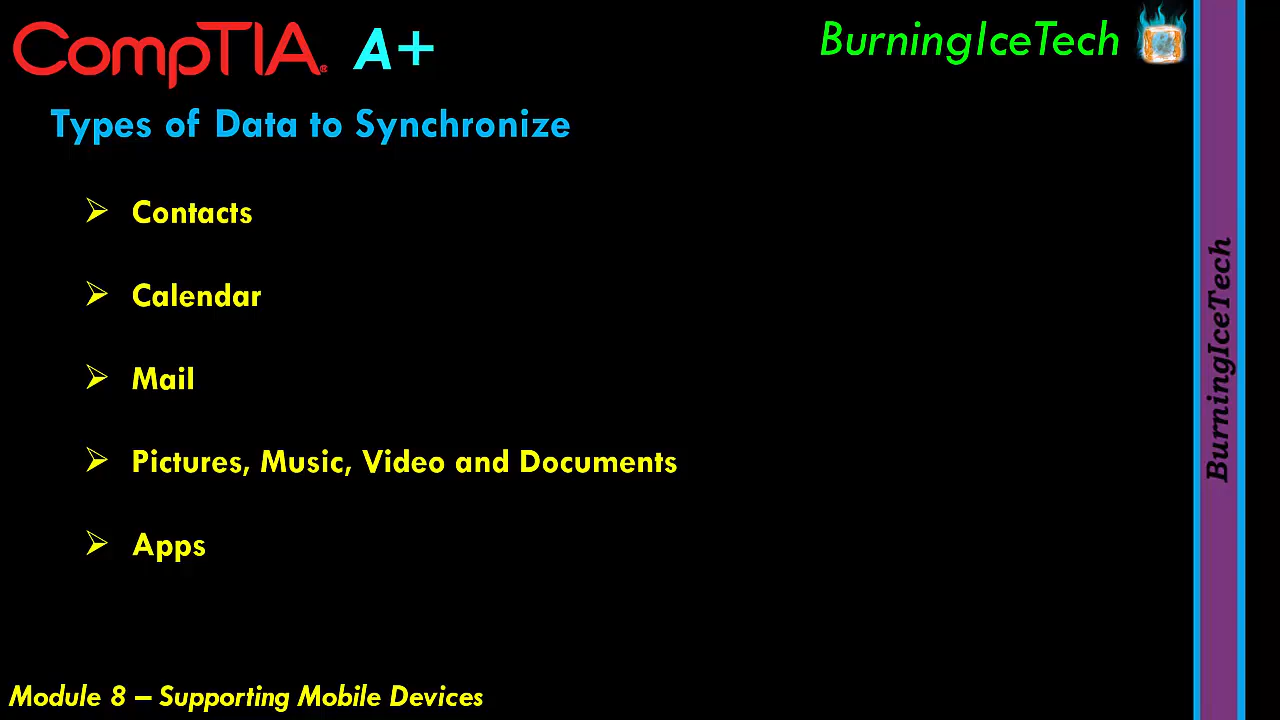 CompTIA® A+
BurningIceTech
Types of Data to Synchronize
➢ Contacts
➢ Calendar
➢ Mail
➢ Pictures, Music, Video and Documents
➢ Apps
BurningIceTech
Module 8 – Supporting Mobile Devices